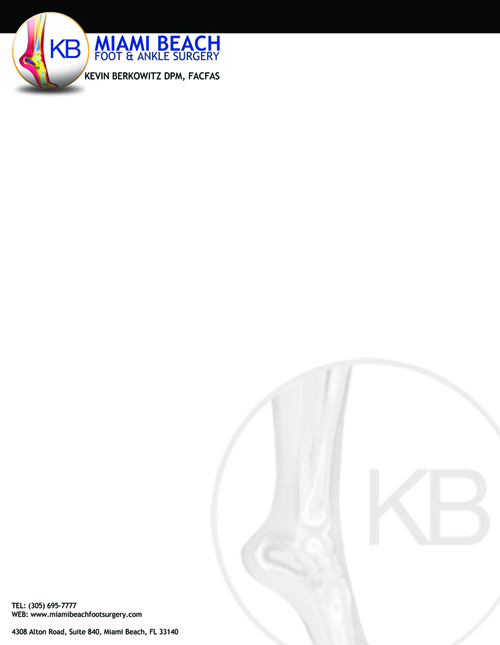 KB
MIAMI BEACH
FOOT & ANKLE SURGERY
KEVIN BERKOWITZ DPM, FACFAS
KB
TEL: (305) 695-7777
WEB: www.miamibeachfootsurgery.com
4308 Alton Road, Suite 840, Miami Beach, FL 33140